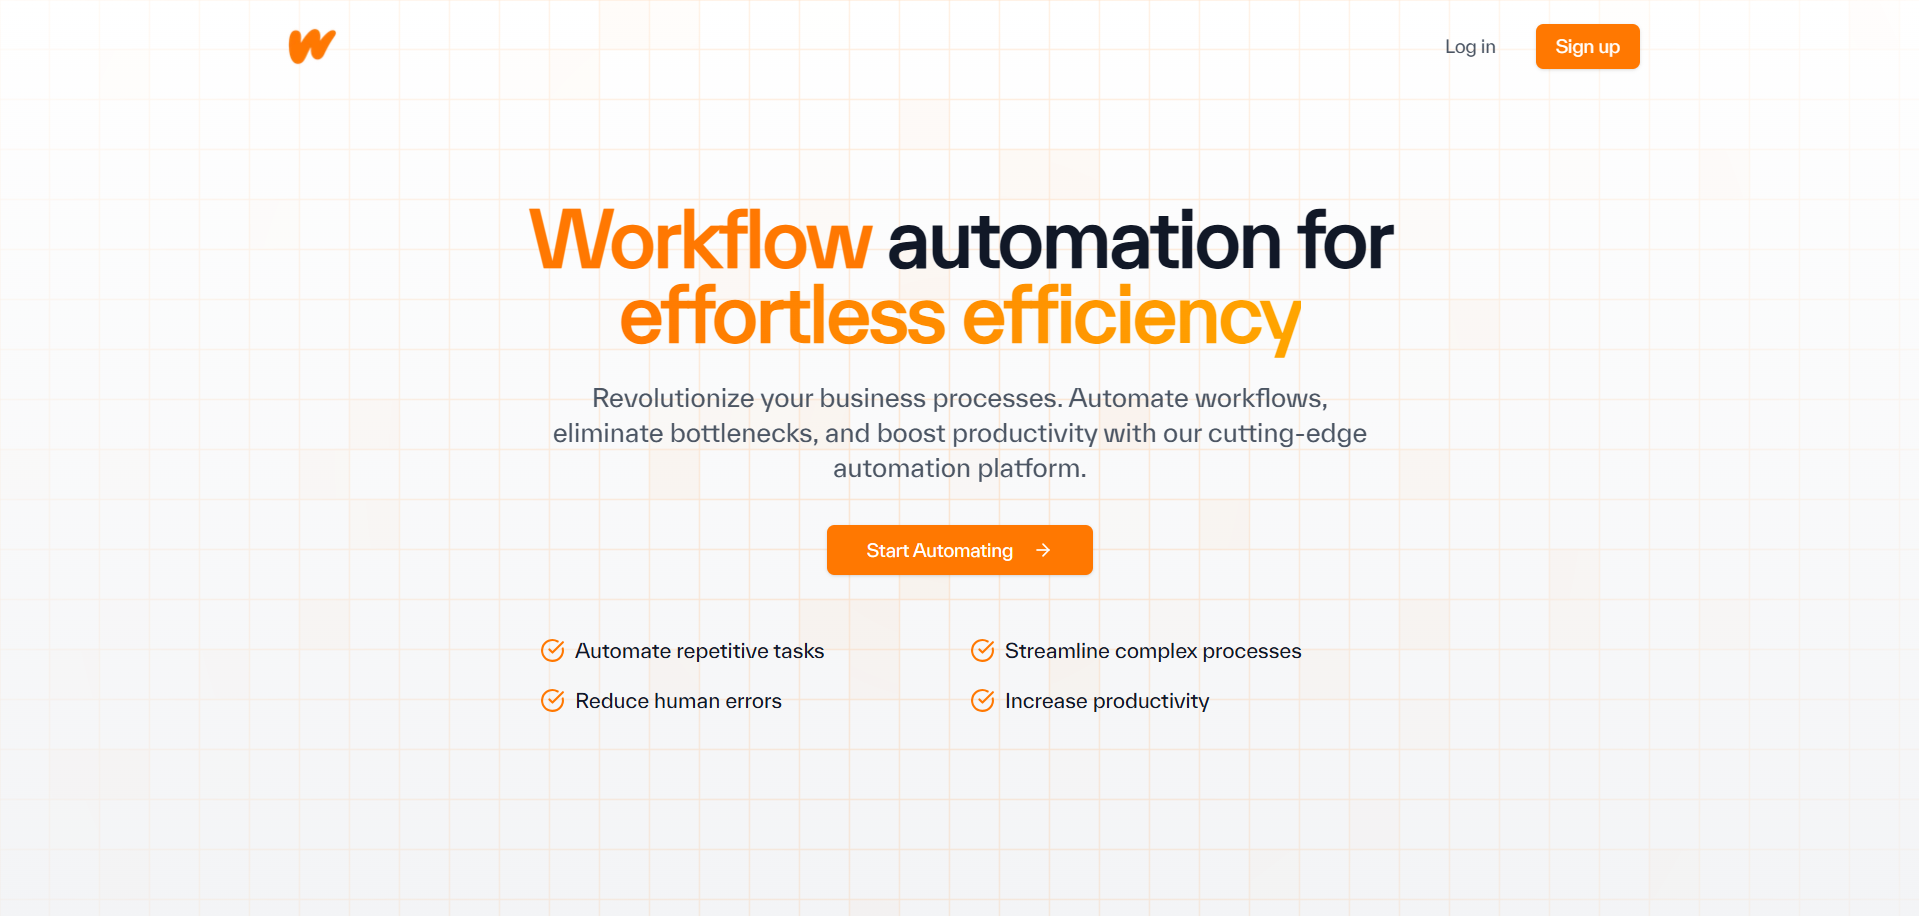 W
Log in
Sign up
Workflow automation for
effortless efficiency
Revolutionize your business processes. Automate workflows,
eliminate bottlenecks, and boost productivity with our cutting-edge
automation platform.
Start Automating
Automate repetitive tasks
Streamline complex processes
Reduce human errors
Increase productivity